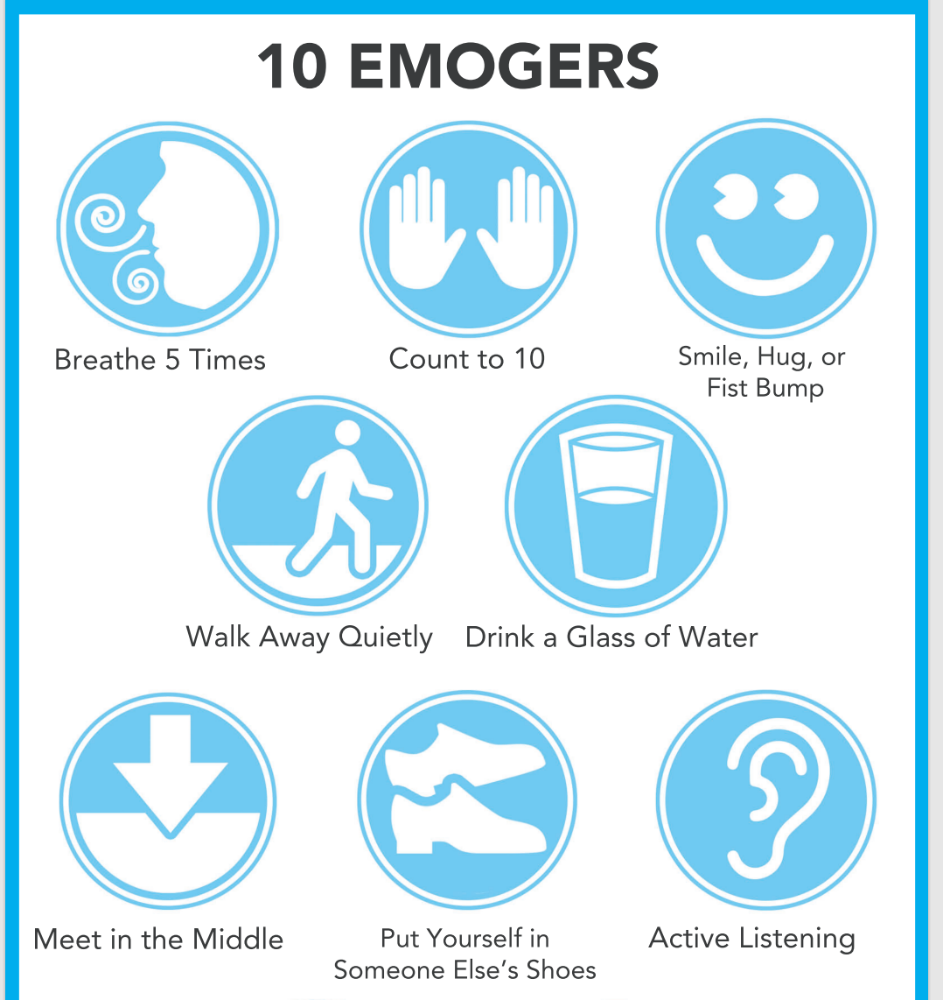 10 EMOGERS
Breathe 5 Times
Count to 10
Smile, Hug, or
Fist Bump
Walk Away Quietly
Drink a Glass of Water
Meet in the Middle
Put Yourself in
Someone Else's Shoes
Active Listening